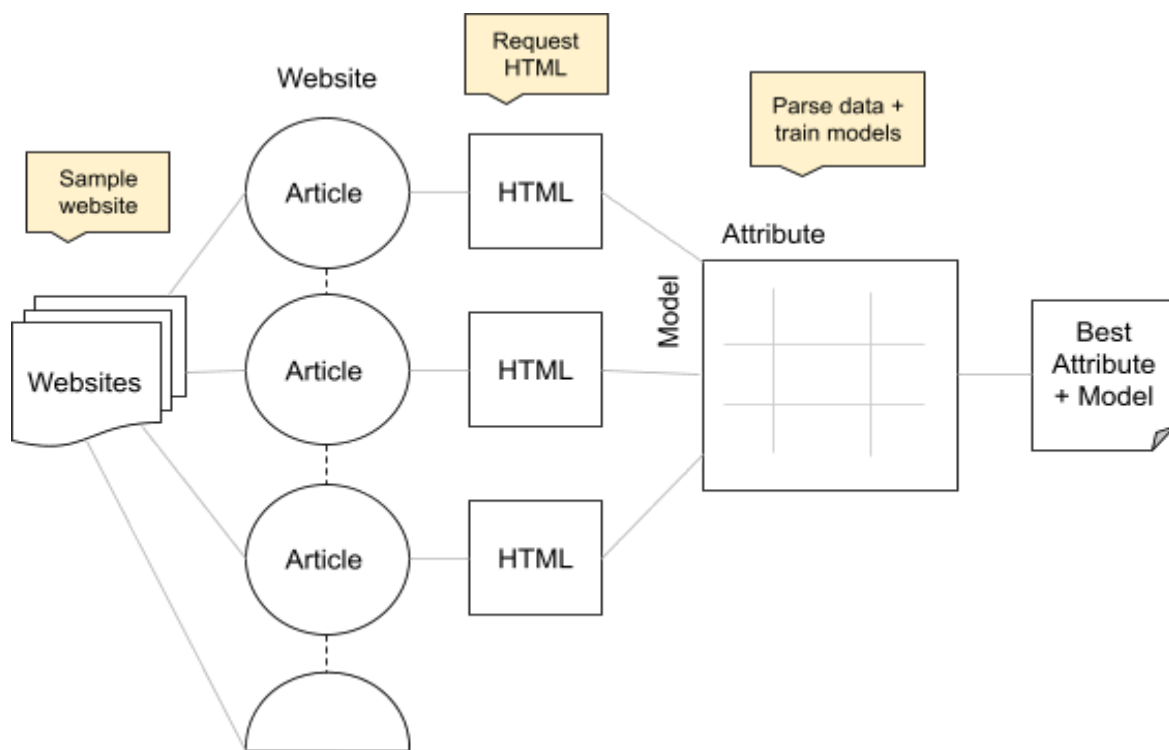 Request
HTML
Website
Parse data +
train models
Sample
website
Article
HTML
Attribute
Model
Websites
Article
HTML
Best
Attribute
+ Model
Article
HTML